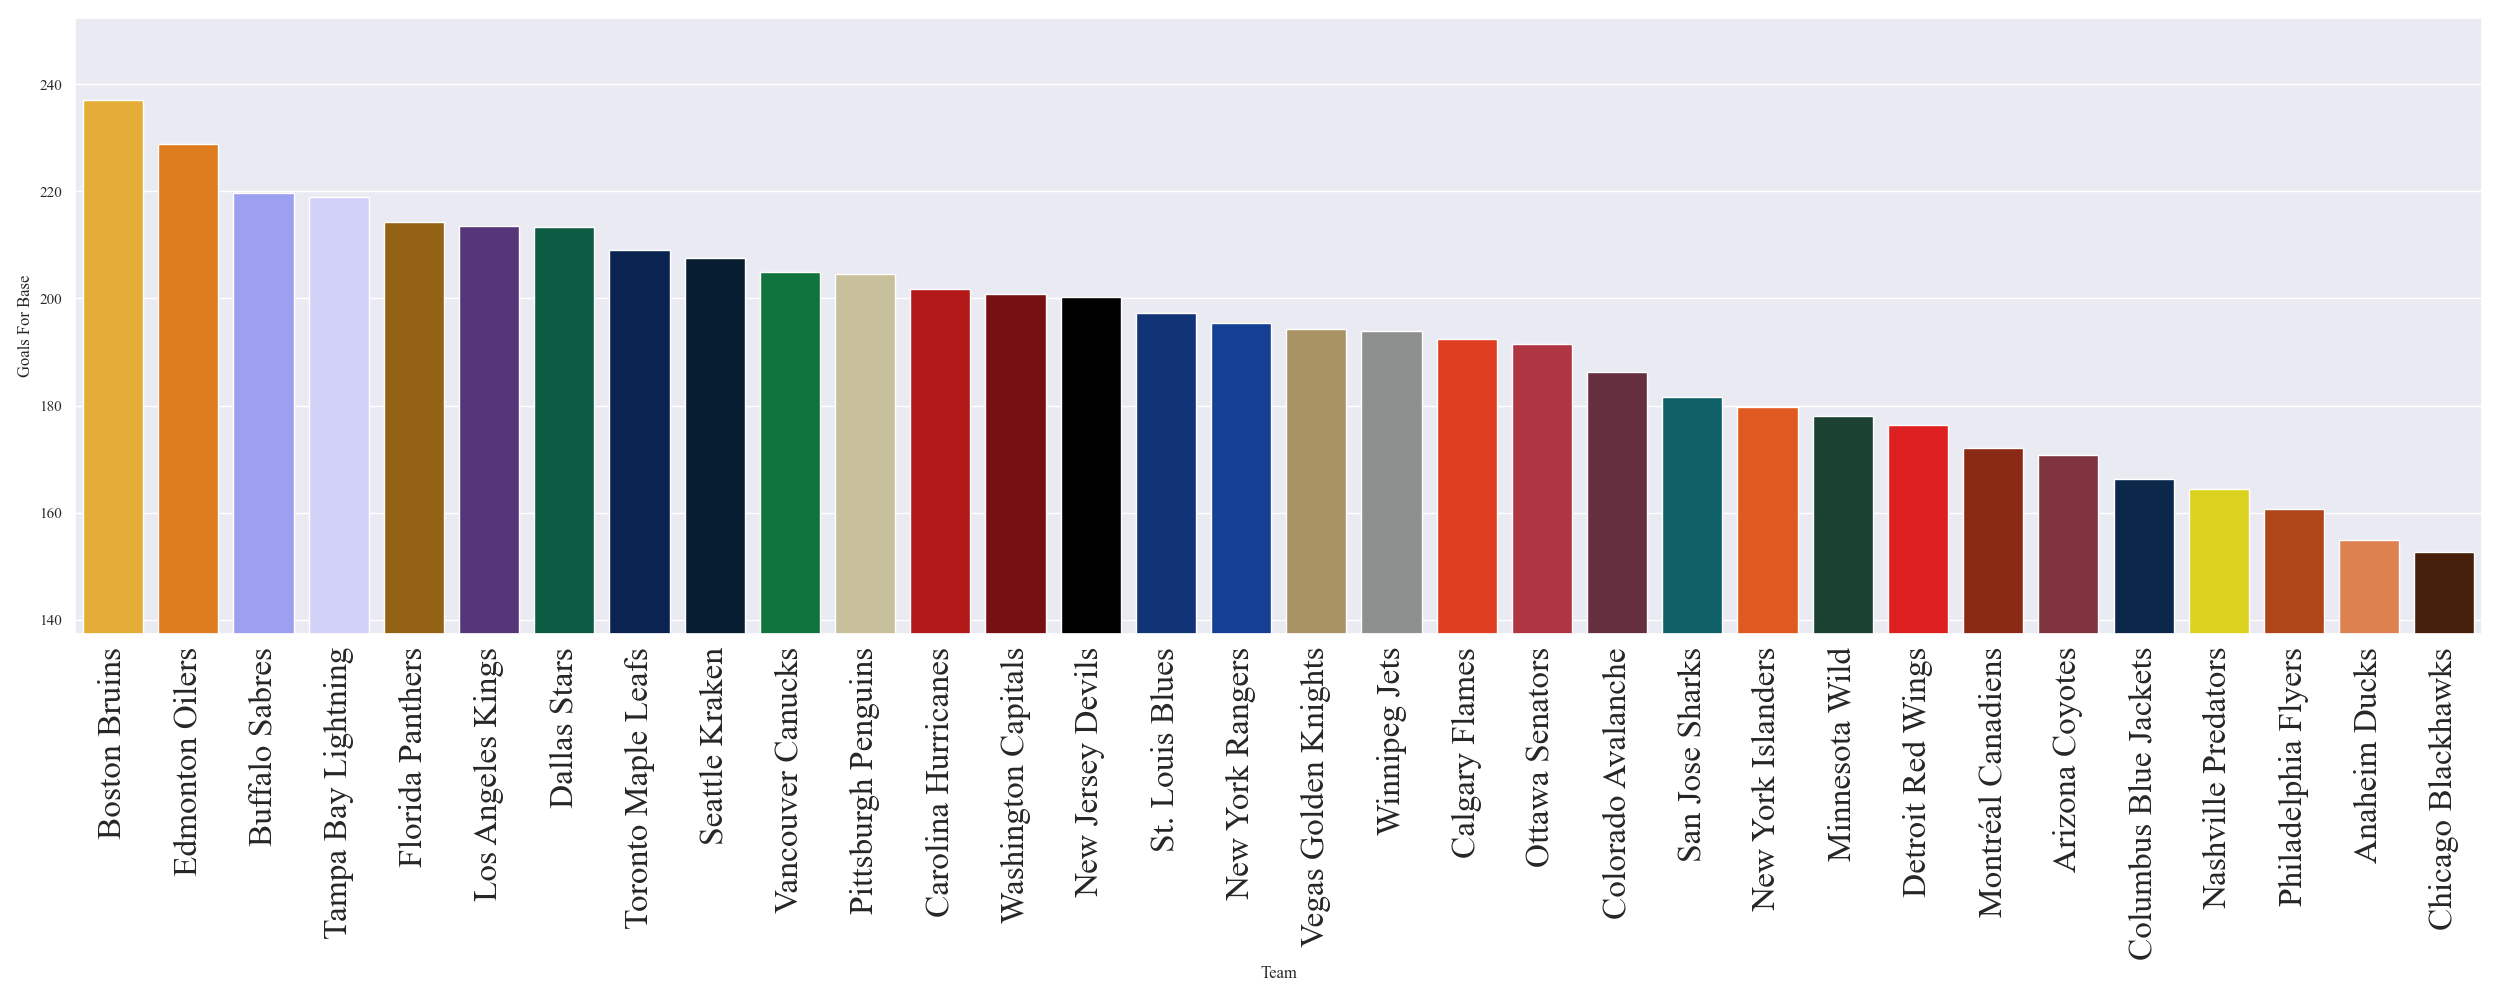 240
220
200
180
160
140
Goals For Base
Boston Bruins
Edmonton Oilers
Buffalo Sabres
Tampa Bay Lightning
Florida Panthers
Los Angeles Kings
Dallas Stars
Toronto Maple Leafs
Seattle Kraken
Vancouver Canucks
Pittsburgh Penguins
Carolina Hurricanes
Washington Capitals
New Jersey Devils
St. Louis Blues
New York Rangers
Vegas Golden Knights
Winnipeg Jets
Calgary Flames
Ottawa Senators
Colorado Avalanche
San Jose Sharks
New York Islanders
Minnesota Wild
Detroit Red Wings
Montréal Canadiens
Arizona Coyotes
Columbus Blue Jackets
Nashville Predators
Philadelphia Flyers
Anaheim Ducks
Chicago Blackhawks
Team